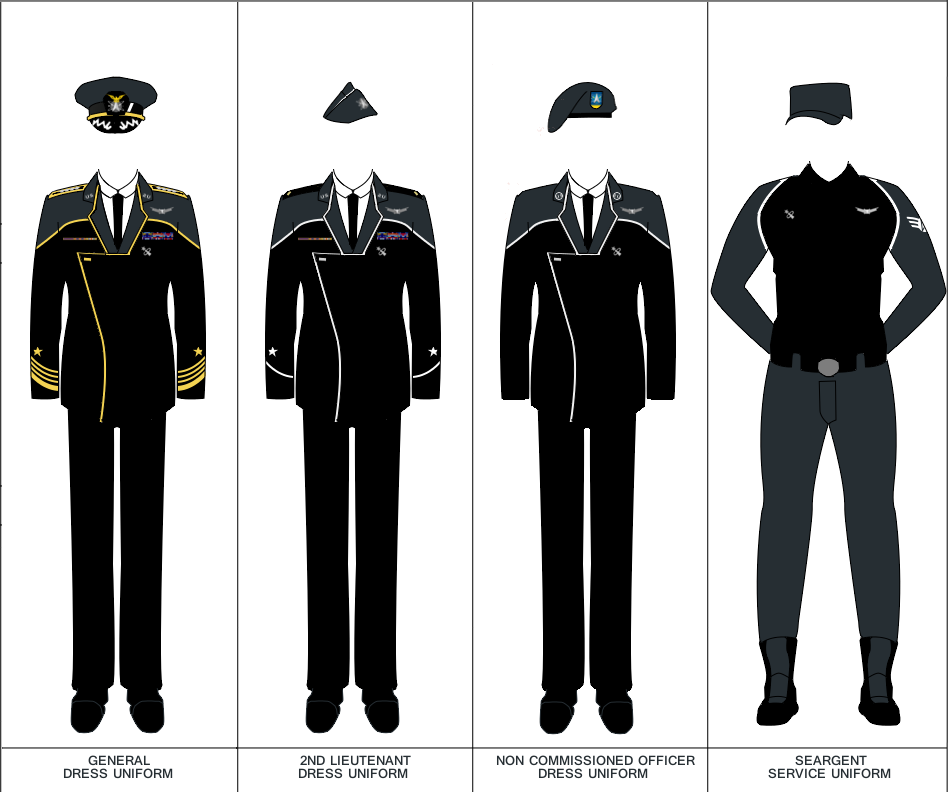 GENERAL
DRESS UNIFORM
2ND LIEUTENANT
DRESS UNIFORM
NON COMMISSIONED OFFICER
DRESS UNIFORM
SEARGENT
SERVICE UNIFORM